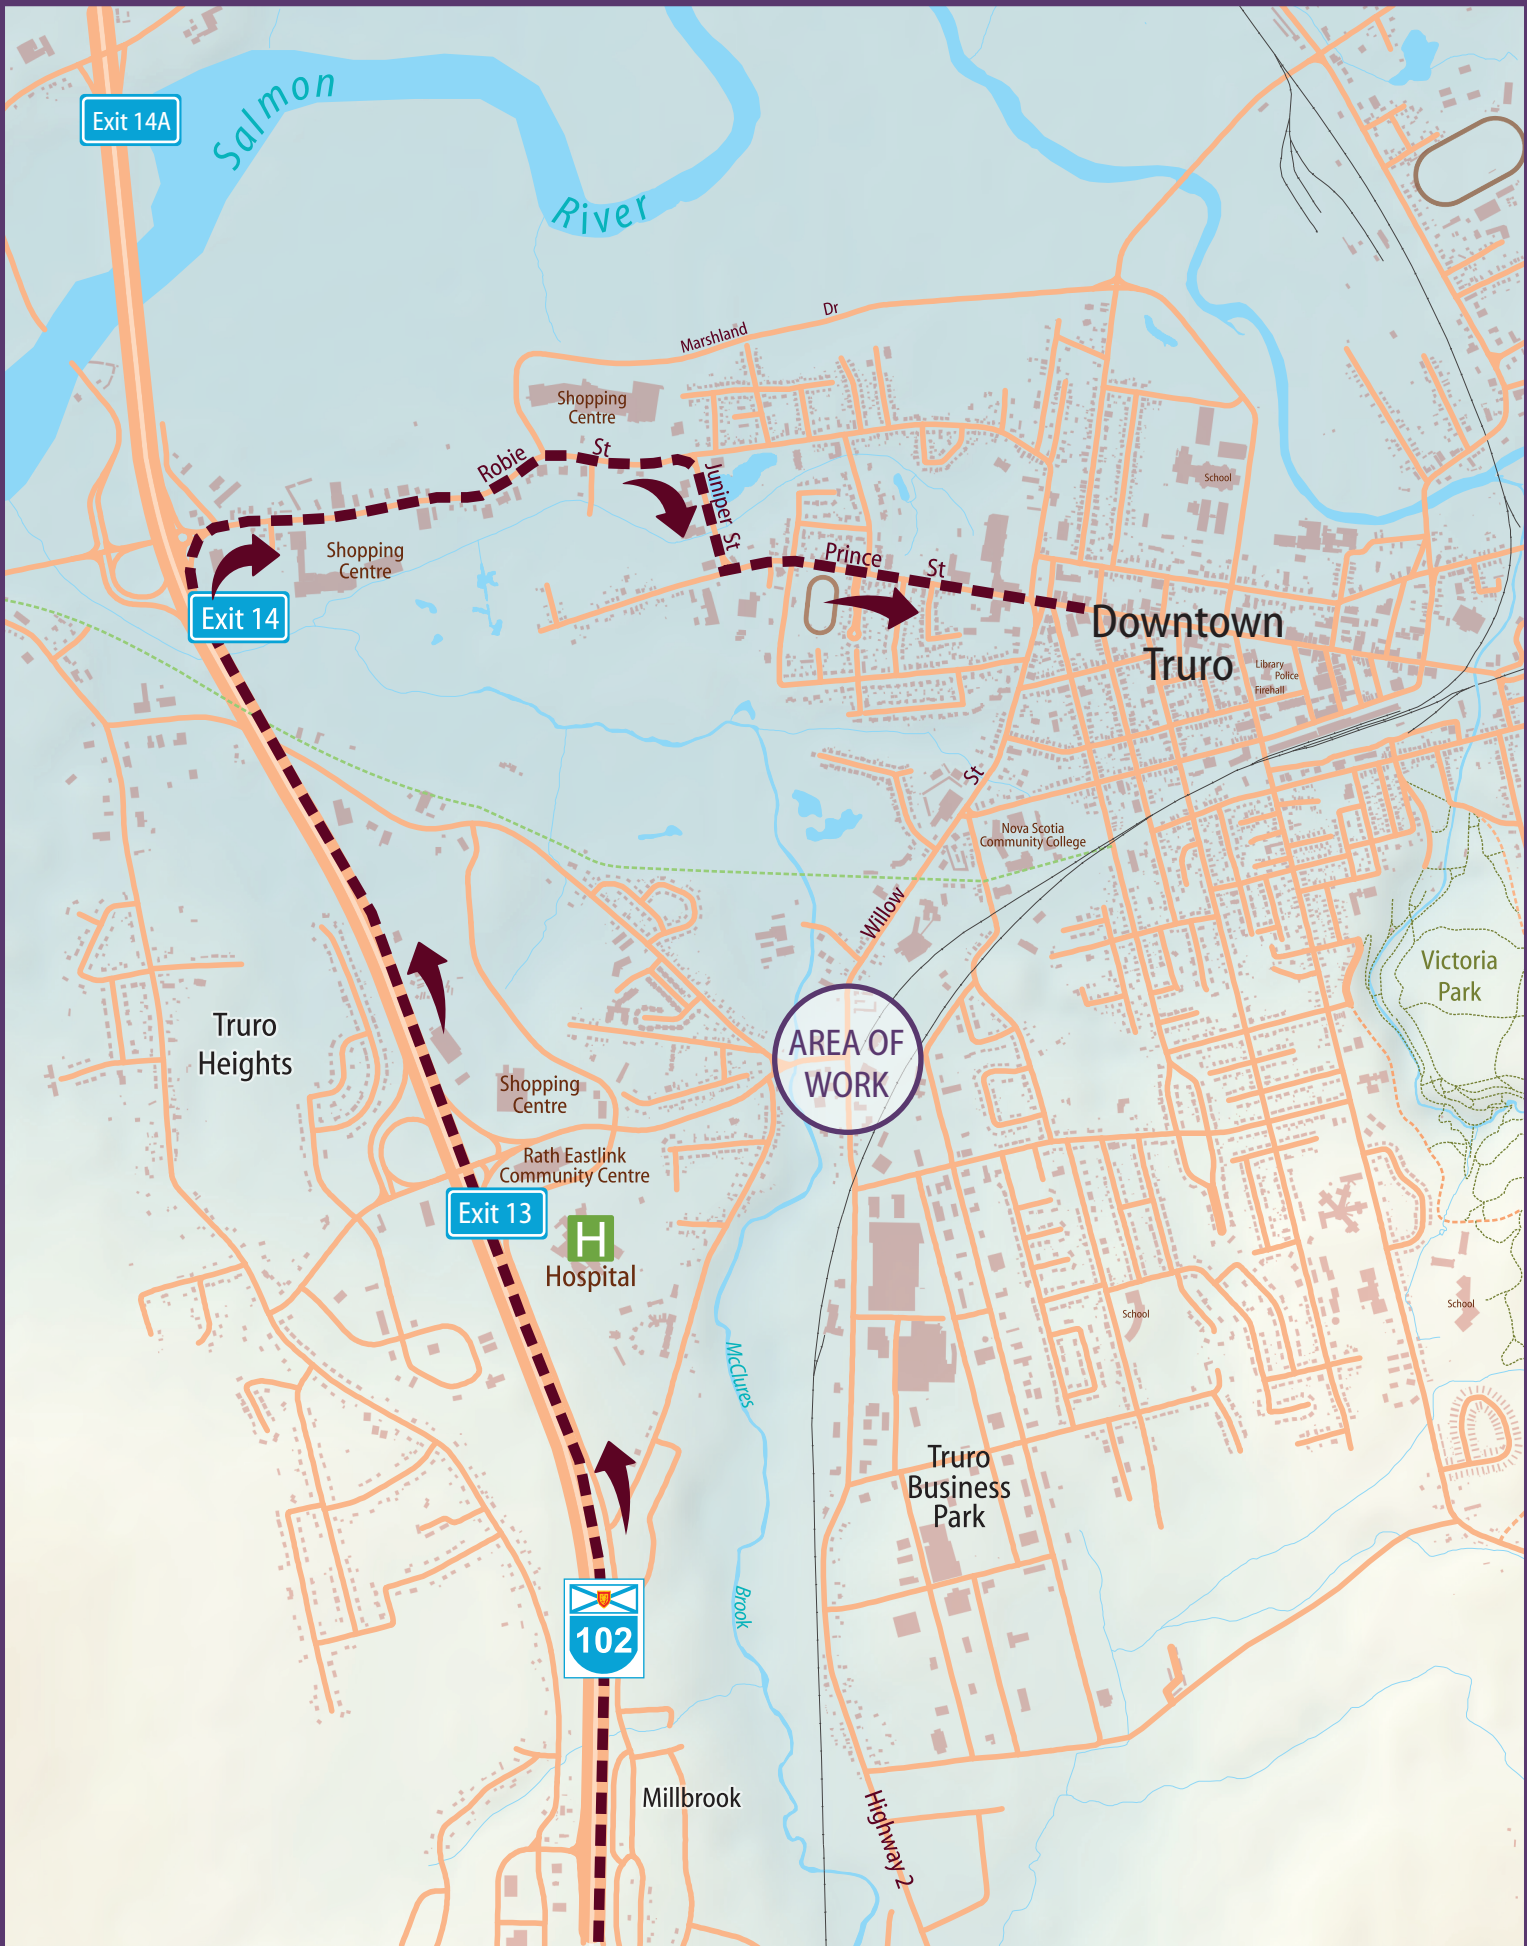 Exit 14A
Salmon
River
Marshland
Dr
Shopping
Centre
Robie
St
Juniper
St
School
Shopping
Centre
Prince
St
Exit 14
Downtown
Truro
Library
Police
Firehall
St
Nova Scotia
Community College
Willow
Victoria
Park
Truro
Heights
AREA OF
WORK
Shopping
Centre
Rath Eastlink
Community Centre
Exit 13
H
Hospital
School
School
McClures
Truro
Business
Park
Brook
102
Millbrook
Highway 2